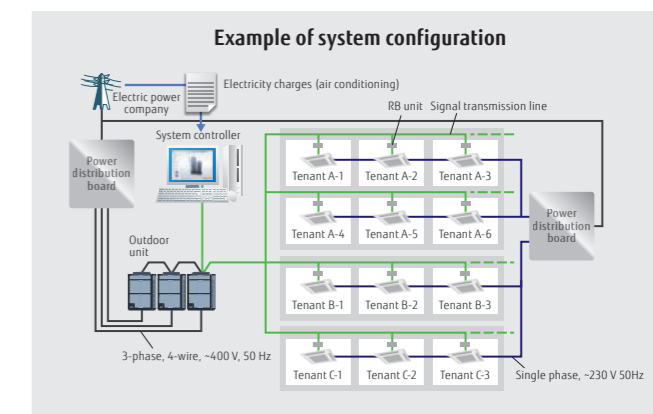 Example of system configuration
Electricity charges (air conditioning)
Electric power
company
RB unit
Signal transmission line
System controller
Power
distribution
board
Tenant A-1
Tenant A-2
Tenant A-3
Tenant A-4
Tenant A-5
Tenant A-6
Power
distribution
board
Outdoor
unit
Tenant B-1
Tenant B-2
Tenant B-3
3-phase, 4-wire, ~400 V, 50 Hz
Tenant C-1
Tenant C-2
Tenant C-3
Single phase, ~230 V 50Hz